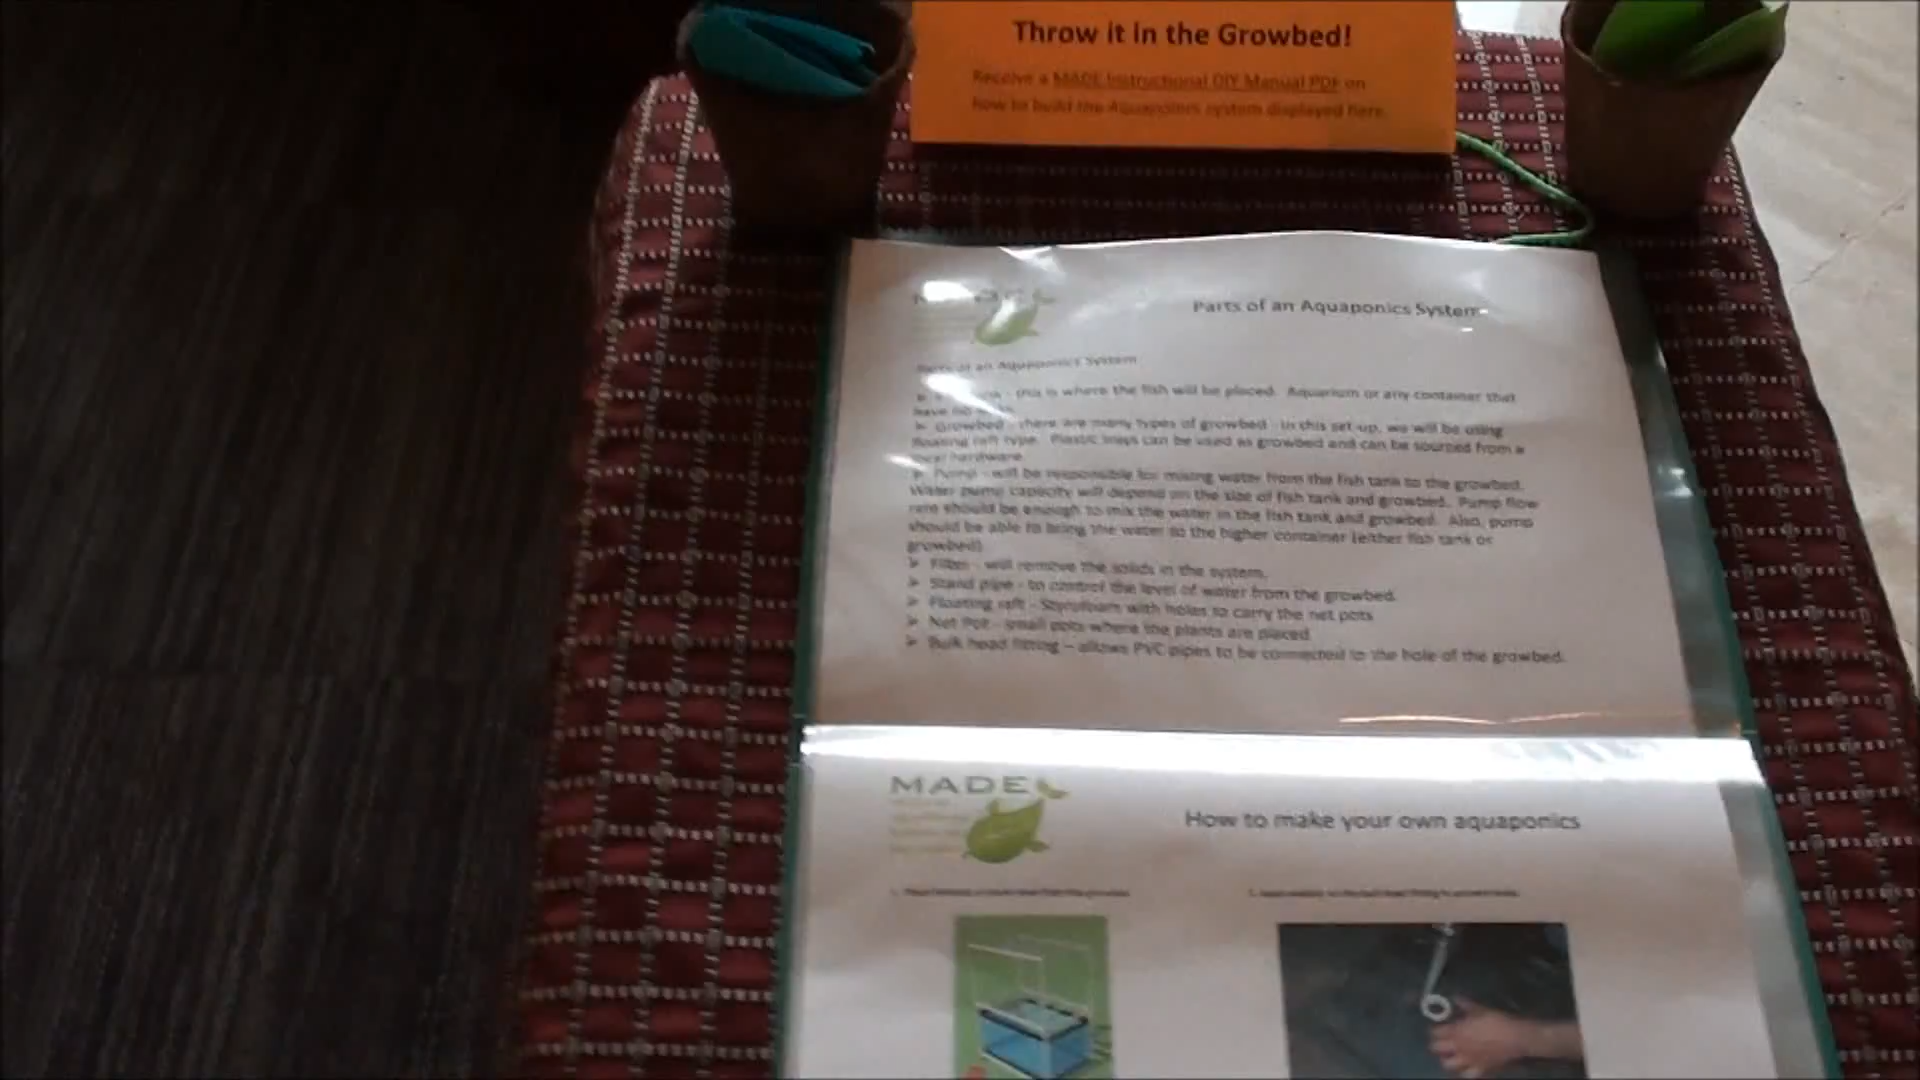 Throw it In the Growbed!
Receive a MADE Instructional DIY Manual PDF on
how to build the Aquaponics system displayed here.
Parts of an Aquaponics System
Parts of an Aquaponics System
this is where the fish will be placed. Aquarium or any container that
➢ Growbed - there are many types of growbed. In this set-up, we will be using
floating raft type. Plastic trays can be used as growbed and can be sourced from a
local hardware
➢ Pump - will be responsible for mixing water from the fish tank to the growbed.
Water pump capacity will depend on the size of fish tank and growbed. Pump flow
rate should be enough to mix the water in the fish tank and growbed. Also, pump
should be able to bring the water to the higher container (either fish tank or
growbed)
➢ Filter - will remove the solids in the system.
➢ Stand pipe - to control the level of water from the growbed.
➢ Floating raft - Styrofoam with holes to carry the net pots
➢ Net Pot - small pots where the plants are placed
➢ Bulk head fitting – allows PVC pipes to be connected to the hole of the growbed.
MADE
How to make your own aquaponics